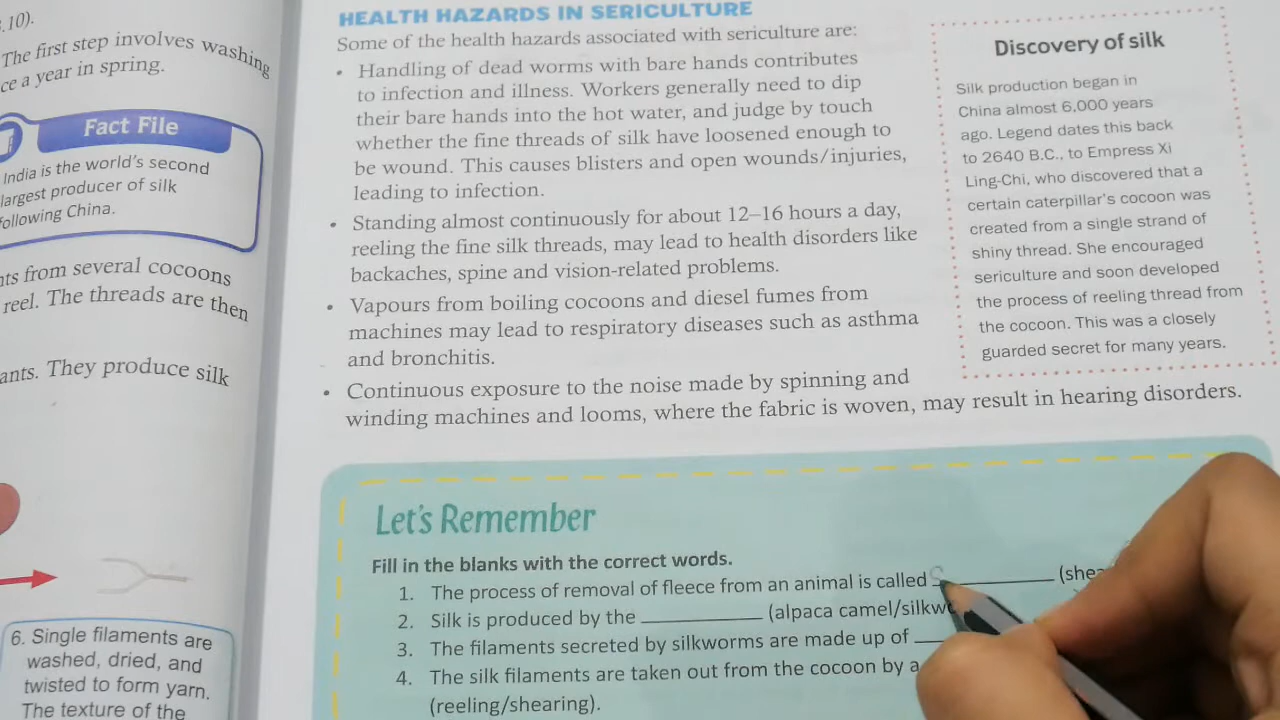 .10).
The first step involves washing
ce a year in spring.
Fact File
India is the world's second
largest producer of silk
following China.
nts from several cocoons
reel. The threads are then
ants. They produce silk
6. Single filaments are
washed, dried, and
twisted to form yarn.
The texture of the
HEALTH HAZARDS IN SERICULTURE
Some of the health hazards associated with sericulture are:
• Handling of dead worms with bare hands contributes
to infection and illness. Workers generally need to dip
their bare hands into the hot water, and judge by touch
whether the fine threads of silk have loosened enough to
be wound. This causes blisters and open wounds/injuries,
leading to infection.
• Standing almost continuously for about 12–16 hours a day,
reeling the fine silk threads, may lead to health disorders like
backaches, spine and vision-related problems.
• Vapours from boiling cocoons and diesel fumes from
machines may lead to respiratory diseases such as asthma
and bronchitis.
• Continuous exposure to the noise made by spinning and
winding machines and looms, where the fabric is woven, may result in hearing disorders.
Discovery of silk
Silk production began in
China almost 6,000 years
ago. Legend dates this back
to 2640 B.C., to Empress Xi
Ling-Chi, who discovered that a
certain caterpillar's cocoon was
created from a single strand of
shiny thread. She encouraged
sericulture and soon developed
the process of reeling thread from
the cocoon. This was a closely
guarded secret for many years.
Let's Remember
Fill in the blanks with the correct words.
1. The process of removal of fleece from an animal is called S__________ (shea
2. Silk is produced by the __________ (alpaca camel/silkwo
3. The filaments secreted by silkworms are made up of ___
4. The silk filaments are taken out from the cocoon by a
(reeling/shearing).